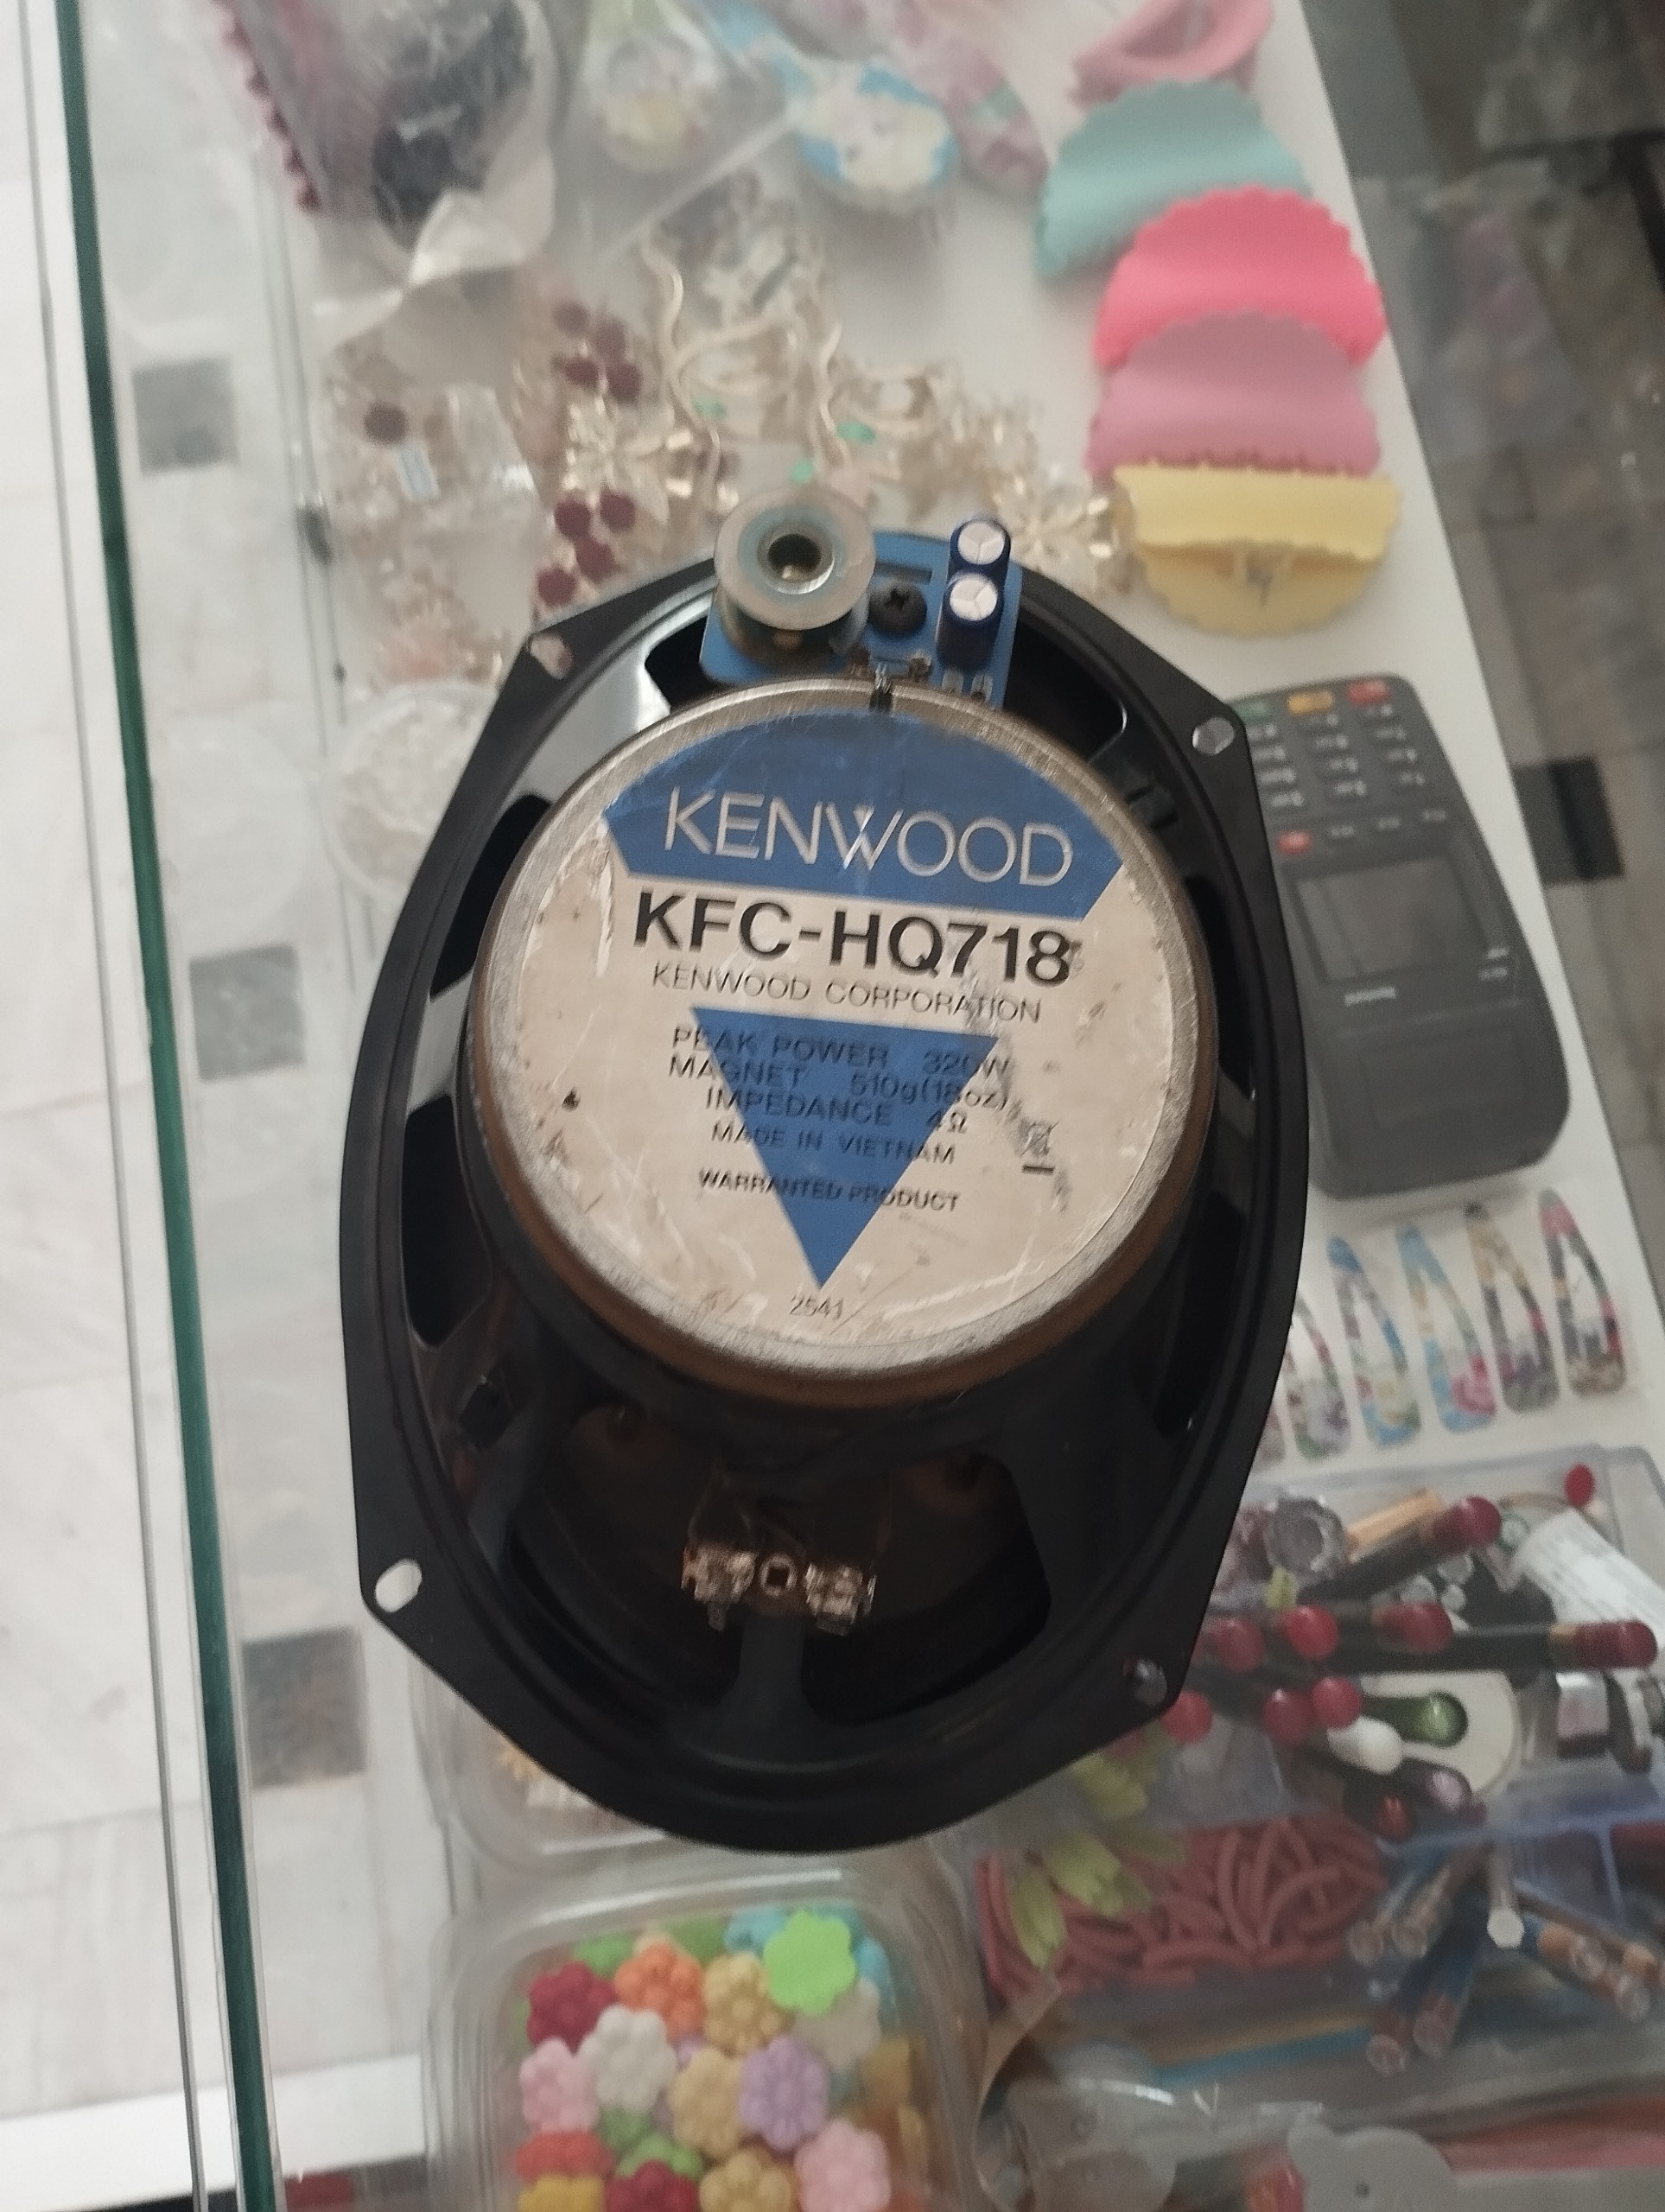 KENWOOD
KFC-HQ718
KENWOOD CORPORATION
PEAK POWER 320W
MAGNET 510g(18oz)
IMPEDANCE 4Ω
MADE IN VIETNAM
WARRANTED PRODUCT
2541